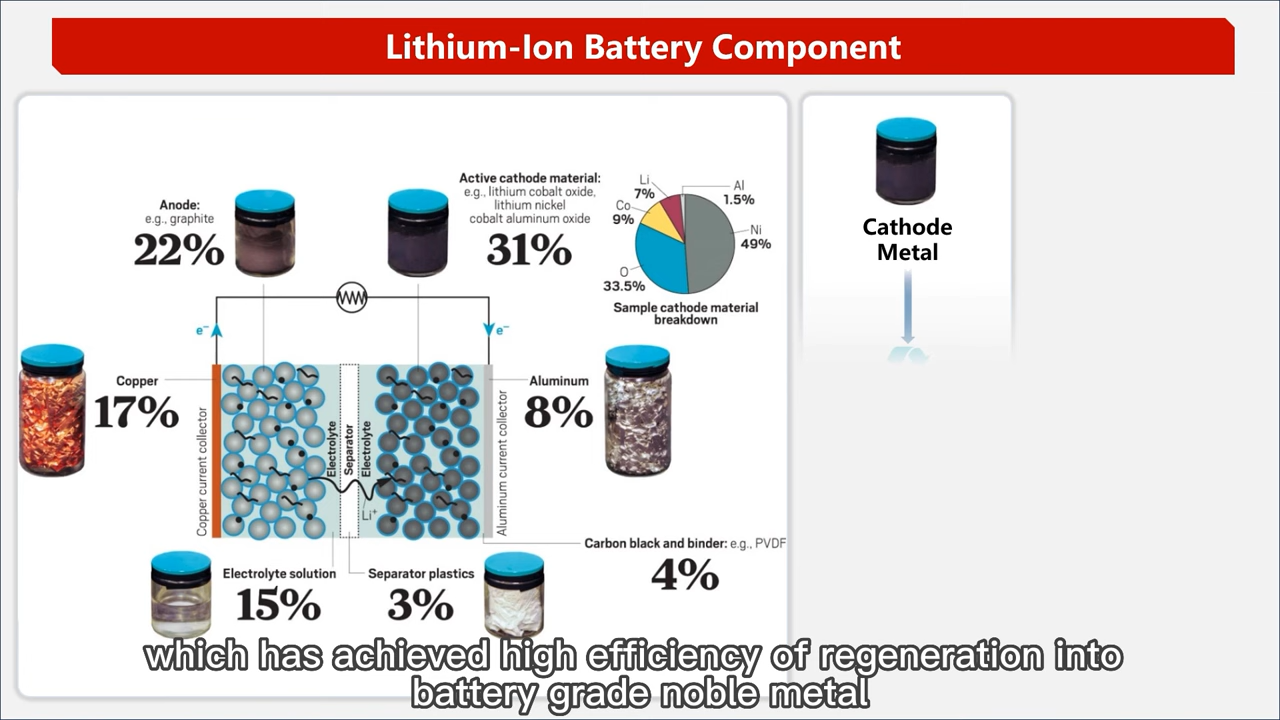 Lithium-Ion Battery Component
Anode:
e.g., graphite
22%
Active cathode material:
e.g., lithium cobalt oxide,
lithium nickel
cobalt aluminum oxide
31%
Li
7%
Al
1.5%
Co
9%
Ni
49%
O
33.5%
Sample cathode material
breakdown
Cathode
Metal
e⁻
e⁻
Copper
17%
Aluminum
8%
Copper current collector
Electrolyte
Separator
Electrolyte
Aluminum current collector
Li⁺
Carbon black and binder: e.g., PVDF
4%
Electrolyte solution
15%
Separator plastics
3%
which has achieved high efficiency of regeneration into
battery grade noble metal